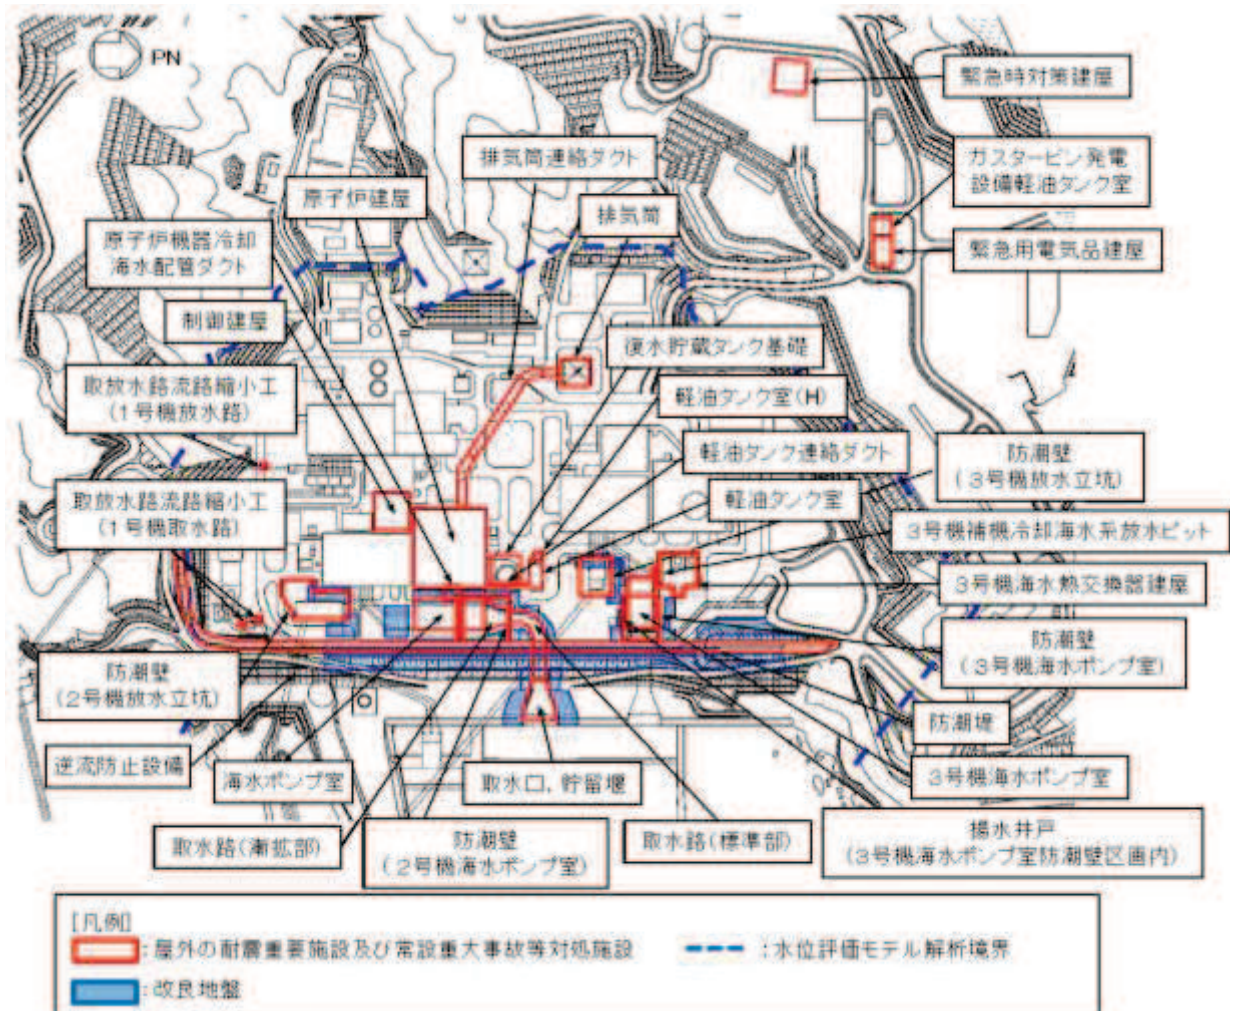 PN
緊急時対策建屋
排気筒連絡ダクト
ガスタービン発電
設備軽油タンク室
原子炉建屋
排気筒
原子炉機器冷却
海水配管ダクト
緊急用電気品建屋
制御建屋
復水貯蔵タンク基礎
取放水路流路縮小工
(1号機放水路)
軽油タンク室(H)
軽油タンク連絡ダクト
防潮壁
(3号機放水立坑)
取放水路流路縮小工
(1号機取水路)
軽油タンク室
3号機補機冷却海水系放水ピット
3号機海水熱交換器建屋
防潮壁
(2号機放水立坑)
防潮壁
(3号機海水ポンプ室)
防潮堤
逆流防止設備
海水ポンプ室
取水口，貯留堰
3号機海水ポンプ室
取水路(漸拡部)
防潮壁
(2号機海水ポンプ室)
取水路(標準部)
揚水井戸
(3号機海水ポンプ室防潮壁区画内)
[凡例]
:屋外の耐震重要施設及び常設重大事故等対処施設
:水位評価モデル解析境界
:改良地盤